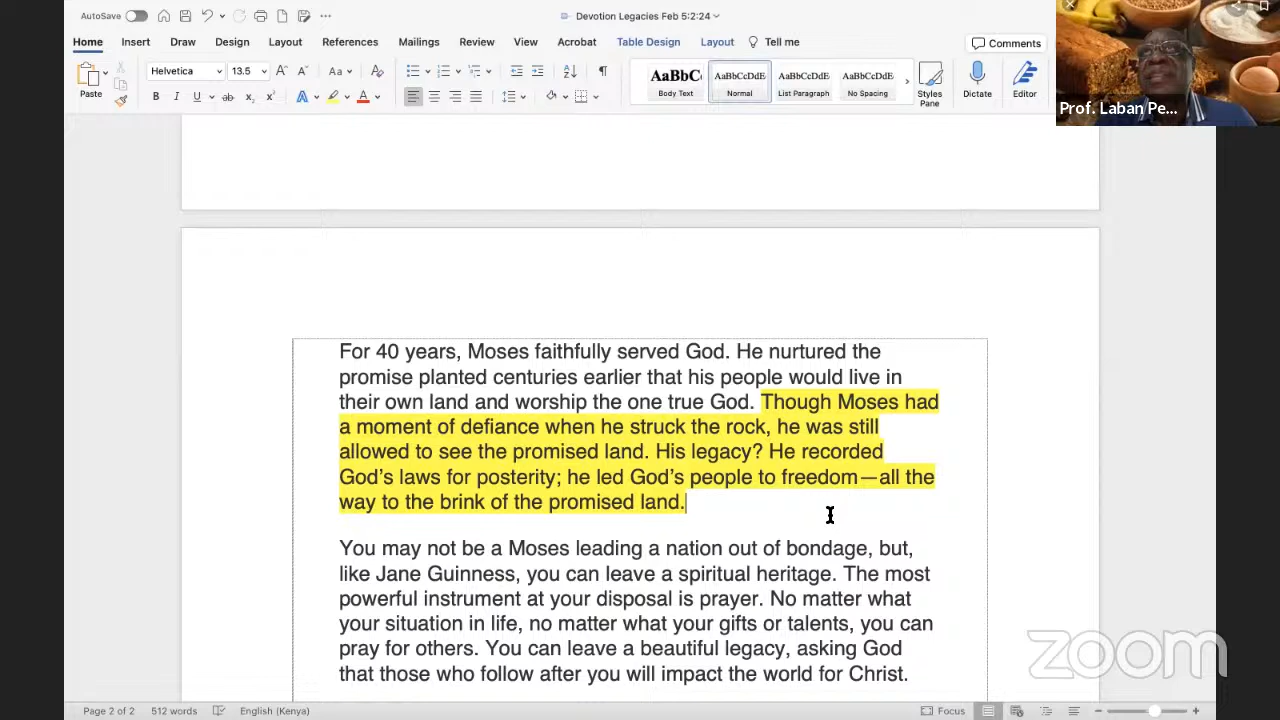 AutoSave
Devotion Legacies Feb 5:2:24
Home Insert Draw Design Layout References Mailings Review View Acrobat Table Design Layout Tell me
Comments
Paste
Helvetica 13.5
AaBbC AaBbCcDdE AaBbCcDdE AaBbCcDdE
Body Text Normal List Paragraph No Spacing
Styles Pane
Dictate
Editor
Prof. Laban Pe...
For 40 years, Moses faithfully served God. He nurtured the
promise planted centuries earlier that his people would live in
their own land and worship the one true God. Though Moses had
a moment of defiance when he struck the rock, he was still
allowed to see the promised land. His legacy? He recorded
God's laws for posterity; he led God's people to freedom—all the
way to the brink of the promised land.
You may not be a Moses leading a nation out of bondage, but,
like Jane Guinness, you can leave a spiritual heritage. The most
powerful instrument at your disposal is prayer. No matter what
your situation in life, no matter what your gifts or talents, you can
pray for others. You can leave a beautiful legacy, asking God
that those who follow after you will impact the world for Christ.
zoom
Page 2 of 2 512 words English (Kenya) Focus